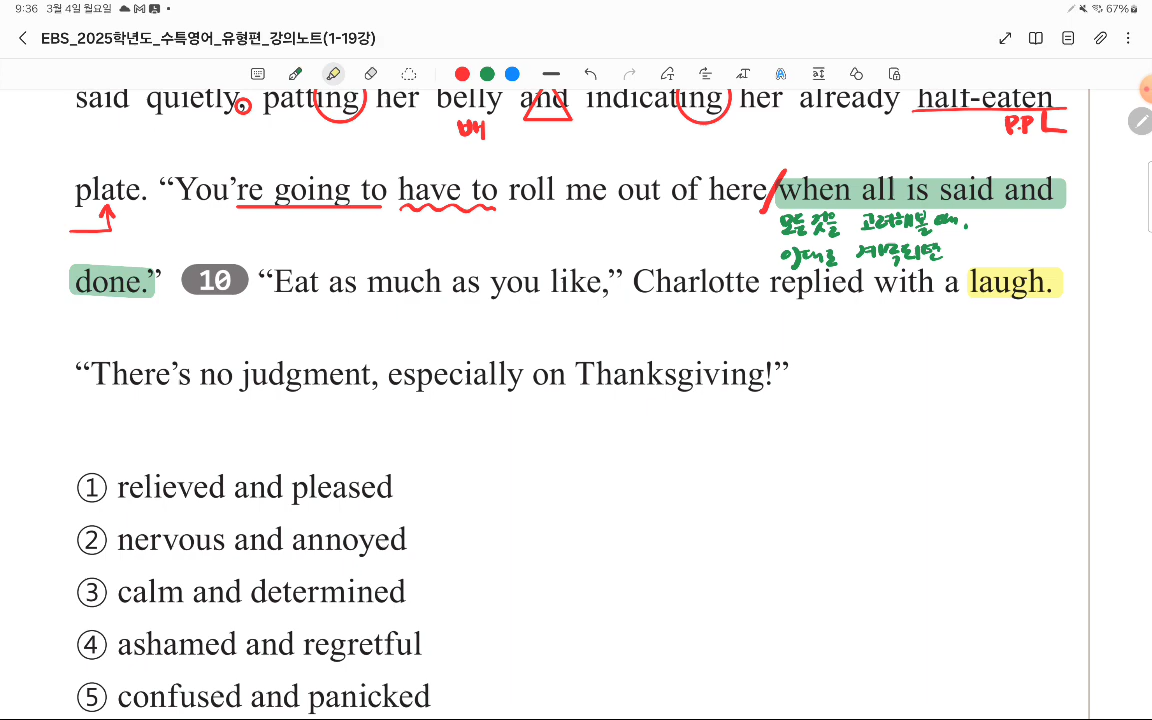 9:36 3월 4일 월요일
67%
EBS_2025학년도_수특영어_유형편_강의노트(1-19강)
said quietly, patting her belly and indicating her already half-eaten
배 P.P
plate. “You’re going to have to roll me out of here when all is said and
모든 것을 고려해볼 때.
이대로 계속되면
done.” 10 “Eat as much as you like,” Charlotte replied with a laugh.
“There’s no judgment, especially on Thanksgiving!”
① relieved and pleased
② nervous and annoyed
③ calm and determined
④ ashamed and regretful
⑤ confused and panicked